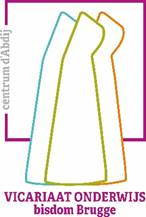 centrum d'Abdij
VICARIAAT ONDERWIJS
bisdom Brugge